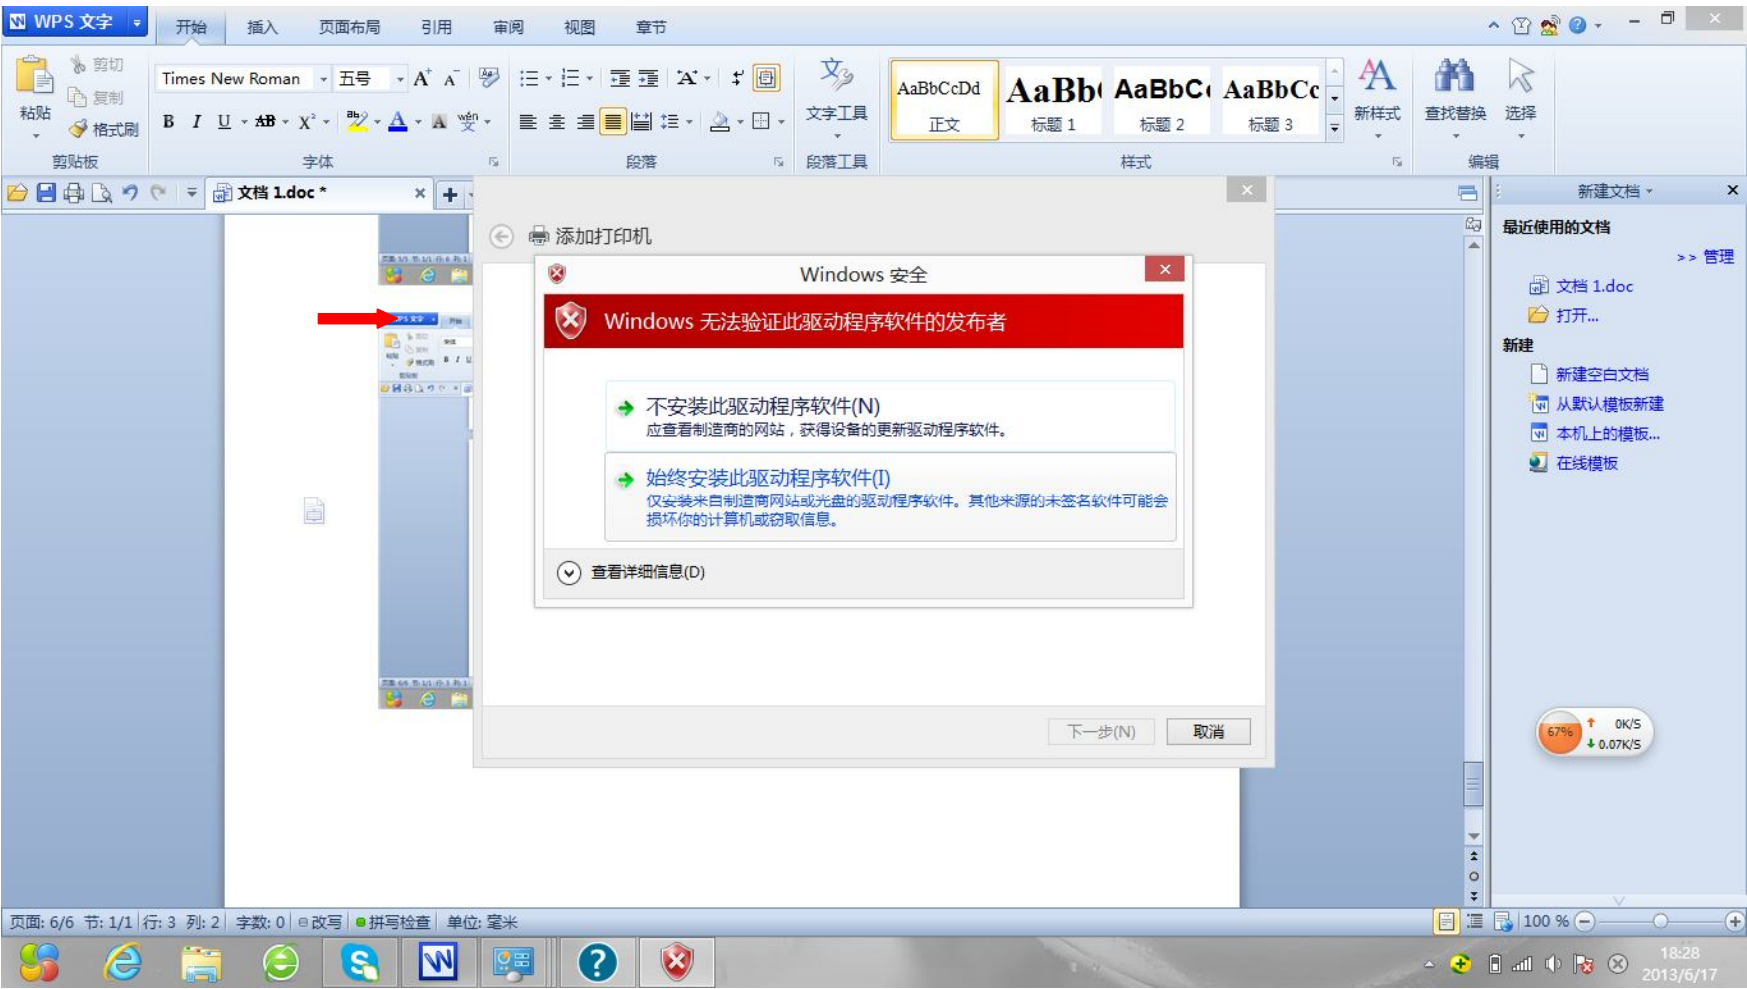 WPS 文字
开始 插入 页面布局 引用 审阅 视图 章节
剪切
复制
粘贴
格式刷
剪贴板
Times New Roman 五号
B I U AB X² A A wén 变
字体
段落
文字工具
段落工具
AaBbCcDd AaBb AaBbC AaBbCc
正文 标题 1 标题 2 标题 3
样式
新样式
查找替换 选择
编辑
文档 1.doc *
添加打印机
Windows 安全
Windows 无法验证此驱动程序软件的发布者
不安装此驱动程序软件(N)
应查看制造商的网站，获得设备的更新驱动程序软件。
始终安装此驱动程序软件(I)
仅安装来自制造商网站或光盘的驱动程序软件。其他来源的未签名软件可能会
损坏你的计算机或窃取信息。
查看详细信息(D)
下一步(N) 取消
新建文档
最近使用的文档
>> 管理
文档 1.doc
打开...
新建
新建空白文档
从默认模板新建
本机上的模板...
在线模板
67%
0K/S
0.07K/S
页面: 6/6 节: 1/1 行: 3 列: 2 字数: 0 改写 拼写检查 单位: 毫米
100 %
18:28
2013/6/17